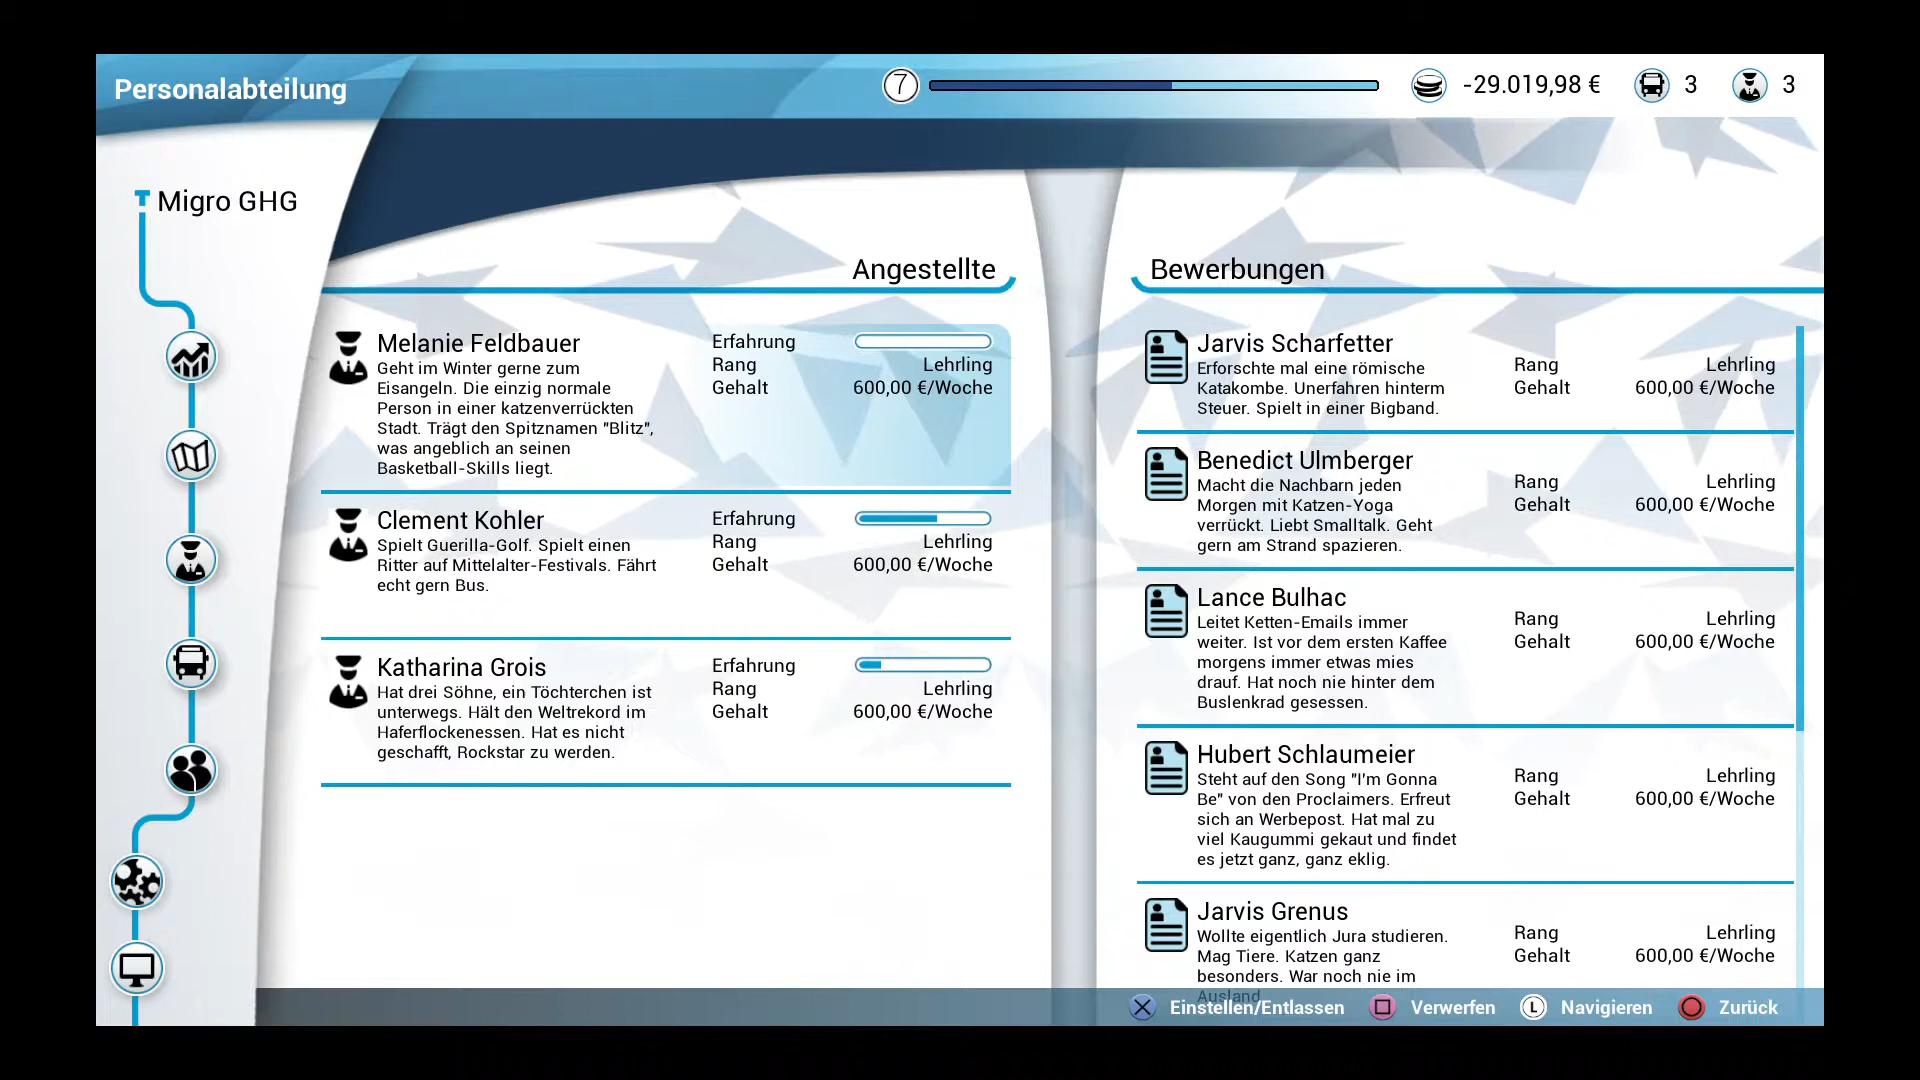 Personalabteilung
7
-29.019,98 €
3
3
Migro GHG
Angestellte
Melanie Feldbauer
Geht im Winter gerne zum
Eisangeln. Die einzig normale
Person in einer katzenverrückten
Stadt. Trägt den Spitznamen "Blitz",
was angeblich an seinen
Basketball-Skills liegt.
Erfahrung
Rang Lehrling
Gehalt 600,00 €/Woche
Clement Kohler
Spielt Guerilla-Golf. Spielt einen
Ritter auf Mittelalter-Festivals. Fährt
echt gern Bus.
Erfahrung
Rang Lehrling
Gehalt 600,00 €/Woche
Katharina Grois
Hat drei Söhne, ein Töchterchen ist
unterwegs. Hält den Weltrekord im
Haferflockenessen. Hat es nicht
geschafft, Rockstar zu werden.
Erfahrung
Rang Lehrling
Gehalt 600,00 €/Woche
Bewerbungen
Jarvis Scharfetter
Erforschte mal eine römische
Katakombe. Unerfahren hinterm
Steuer. Spielt in einer Bigband.
Rang Lehrling
Gehalt 600,00 €/Woche
Benedict Ulmberger
Macht die Nachbarn jeden
Morgen mit Katzen-Yoga
verrückt. Liebt Smalltalk. Geht
gern am Strand spazieren.
Rang Lehrling
Gehalt 600,00 €/Woche
Lance Bulhac
Leitet Ketten-Emails immer
weiter. Ist vor dem ersten Kaffee
morgens immer etwas mies
drauf. Hat noch nie hinter dem
Buslenkrad gesessen.
Rang Lehrling
Gehalt 600,00 €/Woche
Hubert Schlaumeier
Steht auf den Song "I'm Gonna
Be" von den Proclaimers. Erfreut
sich an Werbepost. Hat mal zu
viel Kaugummi gekaut und findet
es jetzt ganz, ganz eklig.
Rang Lehrling
Gehalt 600,00 €/Woche
Jarvis Grenus
Wollte eigentlich Jura studieren.
Mag Tiere. Katzen ganz
besonders. War noch nie im
Ausland
Rang Lehrling
Gehalt 600,00 €/Woche
Einstellen/Entlassen Verwerfen L Navigieren Zurück